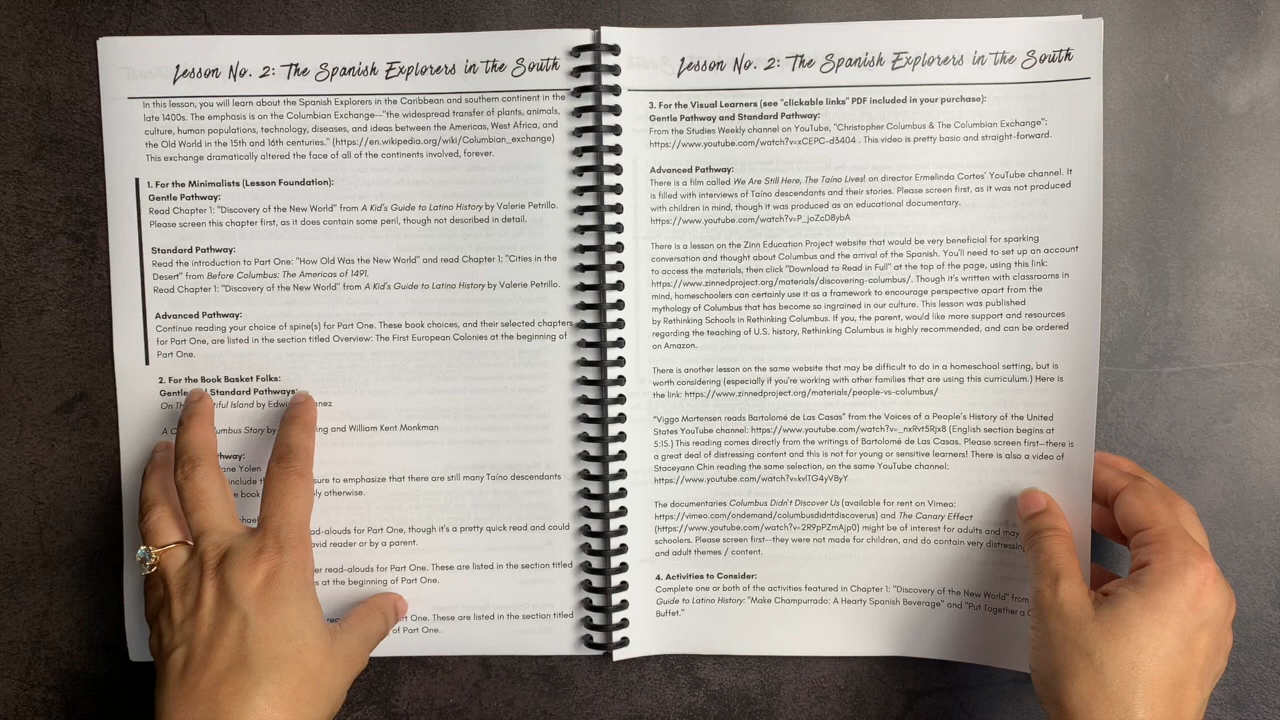 Lesson No. 2: The Spanish Explorers in the South
In this lesson, you will learn about the Spanish Explorers in the Caribbean and southern continent in the
late 1400s. The emphasis is on the Columbian Exchange—"the widespread transfer of plants, animals,
culture, human populations, technology, diseases, and ideas between the Americas, West Africa, and
the Old World in the 15th and 16th centuries." (https://en.wikipedia.org/wiki/Columbian_exchange)
This exchange dramatically altered the face of all of the continents involved, forever.
1. For the Minimalists (Lesson Foundation):
Gentle Pathway:
Read Chapter 1: "Discovery of the New World" from A Kid's Guide to Latino History by Valerie Petrillo.
Please screen this chapter first, as it does contain some peril, though not described in detail.
Standard Pathway:
Read the introduction to Part One: "How Old Was the New World" and read Chapter 1: "Cities in the
Desert" from Before Columbus: The Americas of 1491.
Read Chapter 1: "Discovery of the New World" from A Kid's Guide to Latino History by Valerie Petrillo.
Advanced Pathway:
Continue reading your choice of spine(s) for Part One. These book choices, and their selected chapters
for Part One, are listed in the section titled Overview: The First European Colonies at the beginning of
Part One.
2. For the Book Basket Folks:
Standard Pathways:
Island by
and William Kent Monkman
Yolen
sure to emphasize that there are still many Taíno descendants
otherwise.
read-alouds for Part One, though it's a pretty quick read and could
reader or by a parent.
read-alouds for Part One. These are listed in the section titled
at the beginning of Part One.
One. These are listed in the section titled
of Part One.
Lesson No. 2: The Spanish Explorers in the South
3. For the Visual Learners (see "clickable links" PDF included in your purchase):
Gentle Pathway and Standard Pathway:
From the Studies Weekly channel on YouTube, "Christopher Columbus & The Columbian Exchange":
https://www.youtube.com/watch?v=xCEPC-d3404 . This video is pretty basic and straight-forward.
Advanced Pathway:
There is a film called We Are Still Here, The Taíno Lives! on director Ermelinda Cortes' YouTube channel. It
is filled with interviews of Taíno descendants and their stories. Please screen first, as it was not produced
with children in mind, though it was produced as an educational documentary.
https://www.youtube.com/watch?v=P_joZcD8ybA
There is a lesson on the Zinn Education Project website that would be very beneficial for sparking
conversation and thought about Columbus and the arrival of the Spanish. You'll need to set up an account
to access the materials, then click "Download to Read in Full" at the top of the page, using this link:
https://www.zinnedproject.org/materials/discovering-columbus/. Though it's written with classrooms in
mind, homeschoolers can certainly use it as a framework to encourage perspective apart from the
mythology of Columbus that has become so ingrained in our culture. This lesson was published
by Rethinking Schools in Rethinking Columbus. If you, the parent, would like more support and resources
regarding the teaching of U.S. history, Rethinking Columbus is highly recommended, and can be ordered
on Amazon.
There is another lesson on the same website that may be difficult to do in a homeschool setting, but is
worth considering (especially if you're working with other families that are using this curriculum.) Here is
the link: https://www.zinnedproject.org/materials/people-vs-columbus/
"Viggo Mortensen reads Bartolomé de Las Casas" from the Voices of a People's History of the United
States YouTube channel: https://www.youtube.com/watch?v=_nxRvt5Rjx8 (English section begins at
5:15.) This reading comes directly from the writings of Bartolomé de Las Casas. Please screen first—there is
a great deal of distressing content and this is not for young or sensitive learners! There is also a video of
Staceyann Chin reading the same selection, on the same YouTube channel:
https://www.youtube.com/watch?v=kvlTG4yVByY
The documentaries Columbus Didn't Discover Us (available for rent on Vimeo:
https://vimeo.com/ondemand/columbusdidntdiscoverus) and The Canary Effect
(https://www.youtube.com/watch?v=2R9pPZmAjp0) might be of interest for adults and may
schoolers. Please screen first—they were not made for children, and do contain very
and adult themes / content.
4. Activities to Consider:
Complete one or both of the activities featured in Chapter 1: "Discovery of the New World" from
Guide to Latino History: "Make Champurrado: A Hearty Spanish Beverage" and "Put Together a
Buffet."